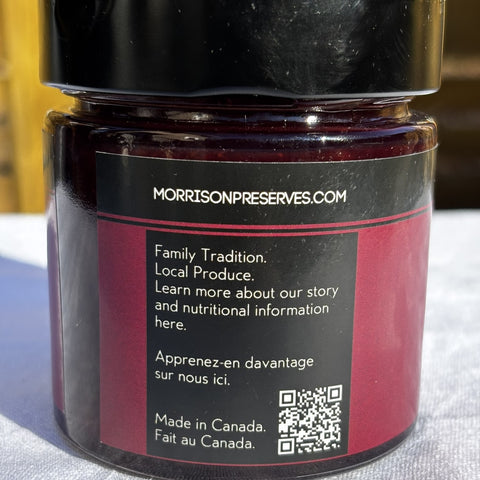 MORRISONPRESERVES.COM
Family Tradition.
Local Produce.
Learn more about our story
and nutritional information
here.
Apprenez-en davantage
sur nous ici.
Made in Canada.
Fait au Canada.